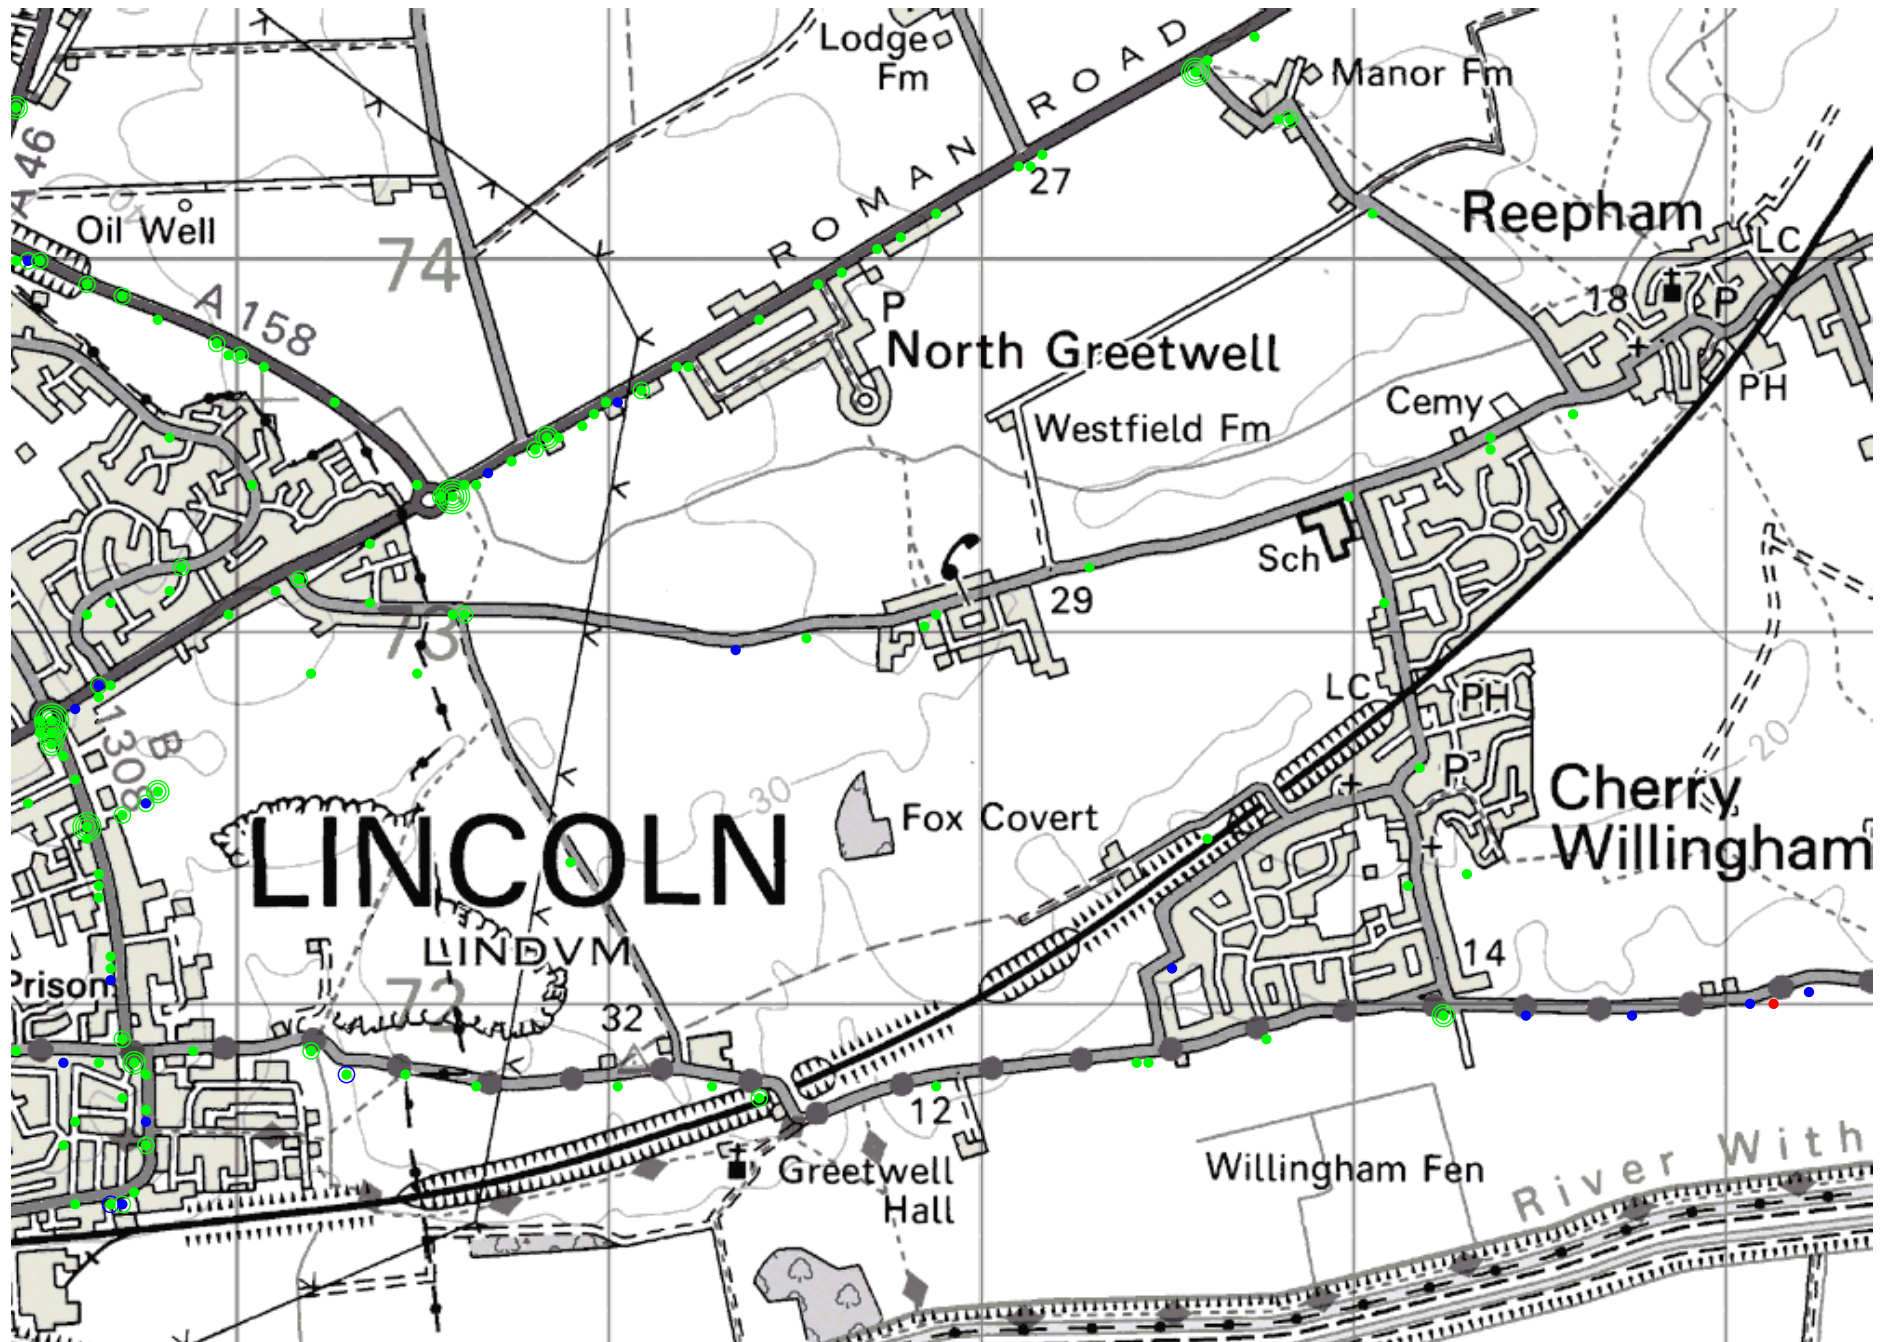 Lodge
Fm
ROMAN ROAD
Manor Fm
A 46
40
27
Oil Well
Reepham
LC
74
A 158
P
18
P
North Greetwell
PH
Cemy
Westfield Fm
Sch
29
73
LC
PH
B 1308
P
20
Cherry
Willingham
30
Fox Covert
LINCOLN
LINDVM
14
Prison
72
32
12
Greetwell
Hall
Willingham Fen
River With